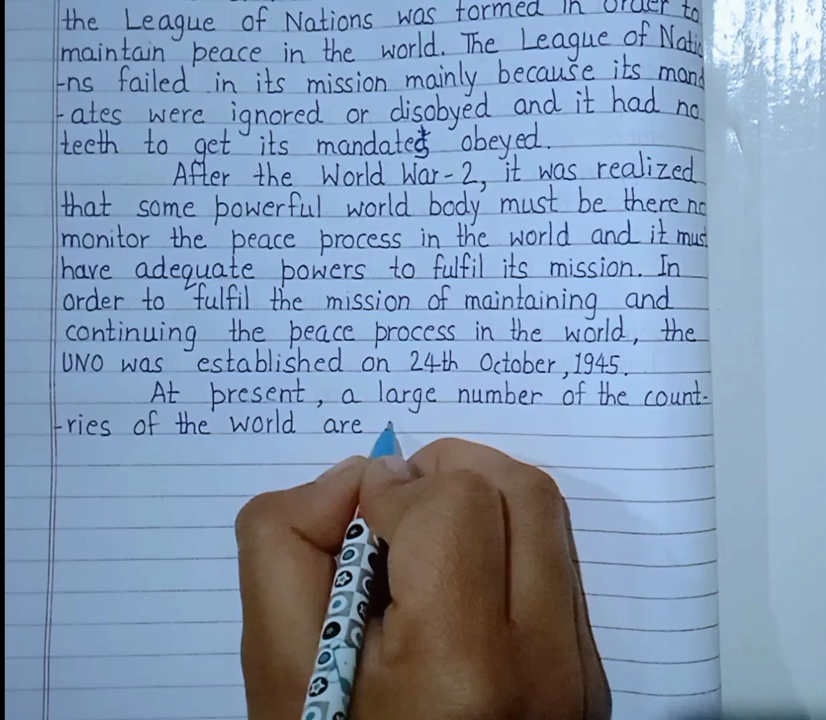 the League of Nations was formed in order to
maintain peace in the world. The League of Natio
-ns failed in its mission mainly because its mand
-ates were ignored or disobyed and it had no
teeth to get its mandates obeyed.
After the World War-2, it was realized
that some powerful world body must be there no
monitor the peace process in the world and it must
have adequate powers to fulfil its mission. In
order to fulfil the mission of maintaining and
continuing the peace process in the world, the
UNO was established on 24th October, 1945.
At present, a large number of the count-
-ries of the world are